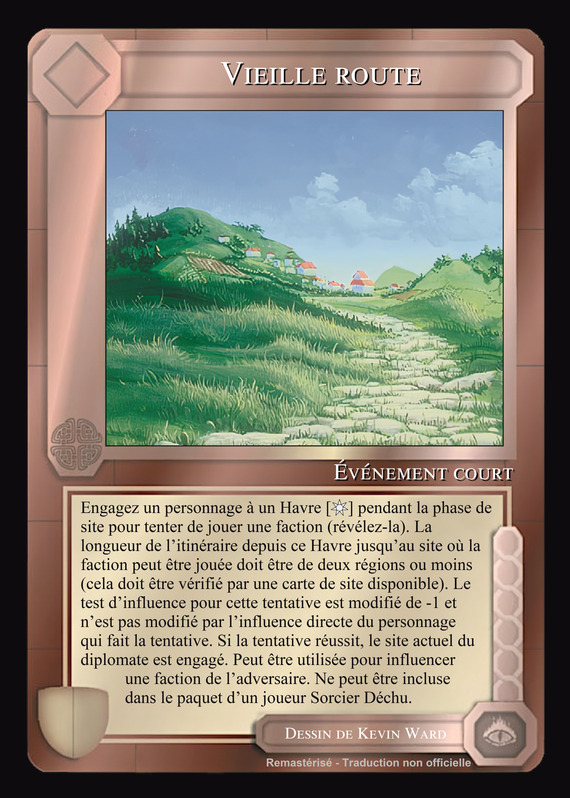 Vieille route
Événement court
Engagez un personnage à un Havre [] pendant la phase de
site pour tenter de jouer une faction (révélez-la). La
longueur de l'itinéraire depuis ce Havre jusqu'au site où la
faction peut être jouée doit être de deux régions ou moins
(cela doit être vérifié par une carte de site disponible). Le
test d'influence pour cette tentative est modifié de -1 et
n'est pas modifié par l'influence directe du personnage
qui fait la tentative. Si la tentative réussit, le site actuel du
diplomate est engagé. Peut être utilisée pour influencer
une faction de l'adversaire. Ne peut être incluse
dans le paquet d'un joueur Sorcier Déchu.
Dessin de Kevin Ward
Remastérisé - Traduction non officielle